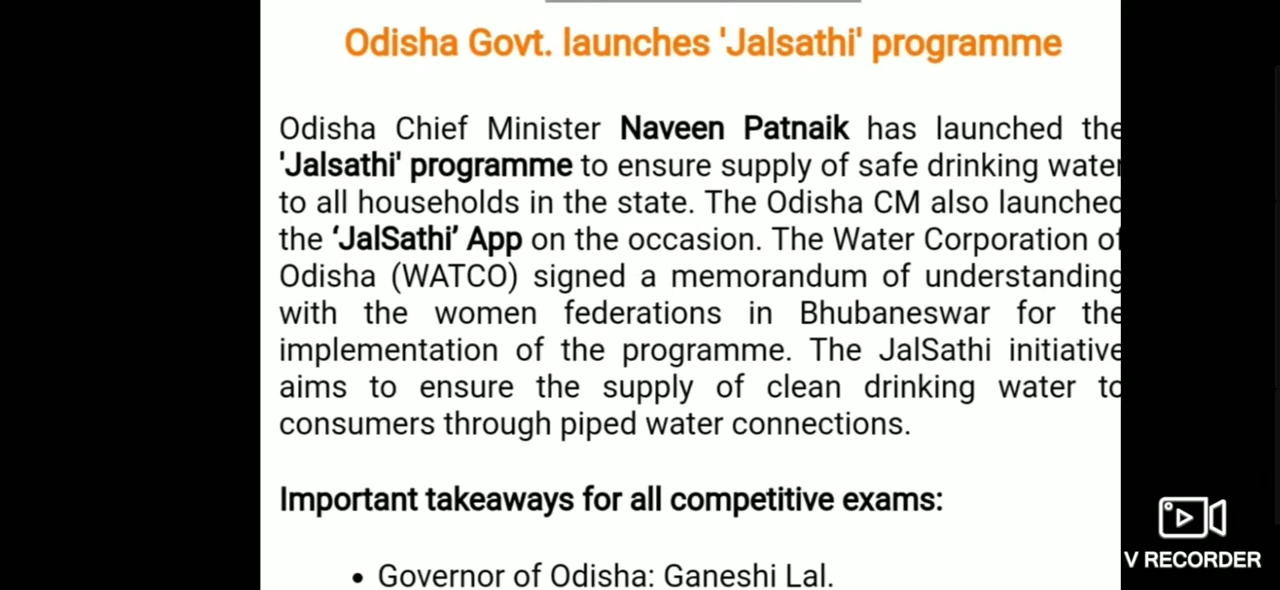 Odisha Govt. launches 'Jalsathi' programme
Odisha Chief Minister Naveen Patnaik has launched the
'Jalsathi' programme to ensure supply of safe drinking water
to all households in the state. The Odisha CM also launched
the ‘JalSathi’ App on the occasion. The Water Corporation of
Odisha (WATCO) signed a memorandum of understanding
with the women federations in Bhubaneswar for the
implementation of the programme. The JalSathi initiative
aims to ensure the supply of clean drinking water to
consumers through piped water connections.
Important takeaways for all competitive exams:
• Governor of Odisha: Ganeshi Lal.
V RECORDER